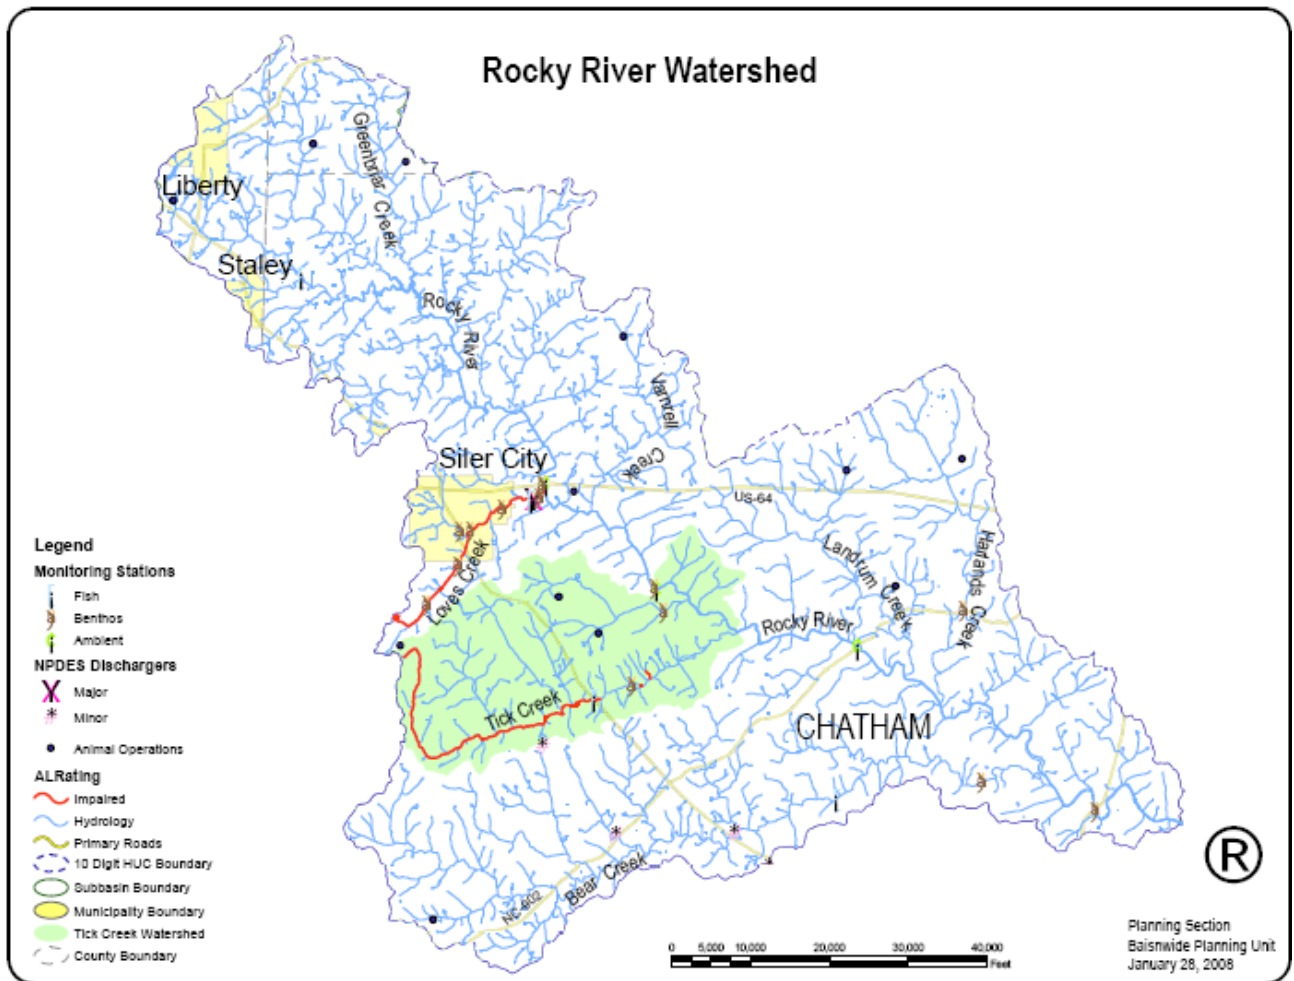 Rocky River Watershed
Greenbriar Creek
Liberty
Staley
Rocky River
Varnrell Creek
Siler City
US-64
Loves Creek
Landrum Creek
Harlands Creek
Rocky River
Tick Creek
CHATHAM
Bear Creek
NC-902
Legend
Monitoring Stations
Fish
Benthos
Ambient
NPDES Dischargers
Major
Minor
Animal Operations
ALRating
Impaired
Hydrology
Primary Roads
10 Digit HUC Boundary
Subbasin Boundary
Municipality Boundary
Tick Creek Watershed
County Boundary
0 5,000 10,000 20,000 30,000 40,000
Feet
®
Planning Section
Baisnwide Planning Unit
January 28, 2008